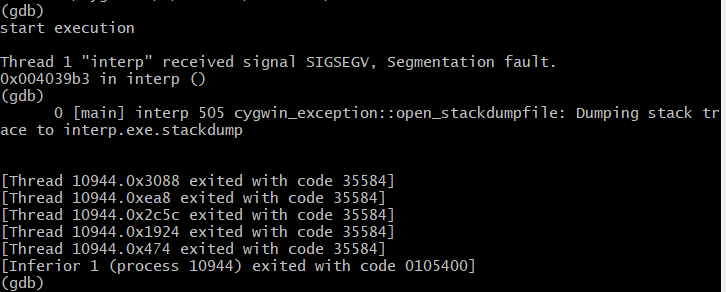 (gdb)
start execution
Thread 1 "interp" received signal SIGSEGV, Segmentation fault.
0x004039b3 in interp ()
(gdb)
0 [main] interp 505 cygwin_exception::open_stackdumpfile: Dumping stack tr
ace to interp.exe.stackdump
[Thread 10944.0x3088 exited with code 35584]
[Thread 10944.0xea8 exited with code 35584]
[Thread 10944.0x2c5c exited with code 35584]
[Thread 10944.0x1924 exited with code 35584]
[Thread 10944.0x474 exited with code 35584]
[Inferior 1 (process 10944) exited with code 0105400]
(gdb)